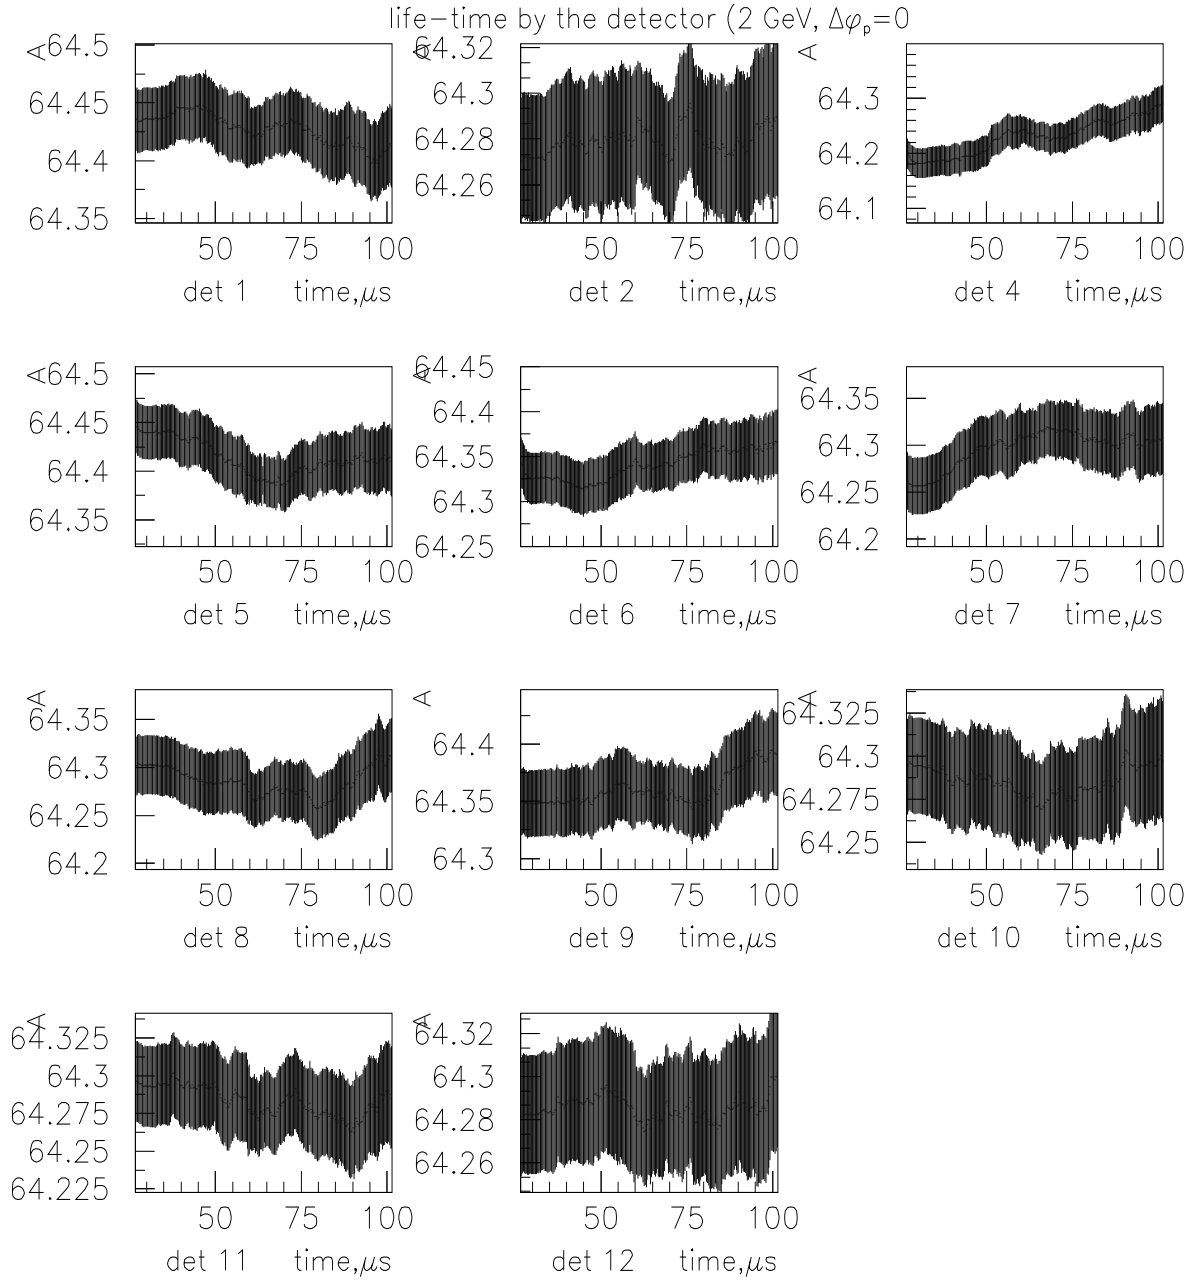 life-time by the detector (2 GeV, Δφp=0
A 64.5 64.45 64.4 64.35
50 75 100
det 1 time,μs
A 64.32 64.3 64.28 64.26
50 75 100
det 2 time,μs
A 64.3 64.2 64.1
50 75 100
det 4 time,μs
A 64.5 64.45 64.4 64.35
50 75 100
det 5 time,μs
A 64.45 64.4 64.35 64.3 64.25
50 75 100
det 6 time,μs
A 64.35 64.3 64.25 64.2
50 75 100
det 7 time,μs
A 64.35 64.3 64.25 64.2
50 75 100
det 8 time,μs
A 64.4 64.35 64.3
50 75 100
det 9 time,μs
A 64.325 64.3 64.275 64.25
50 75 100
det 10 time,μs
A 64.325 64.3 64.275 64.25 64.225
50 75 100
det 11 time,μs
A 64.32 64.3 64.28 64.26
50 75 100
det 12 time,μs